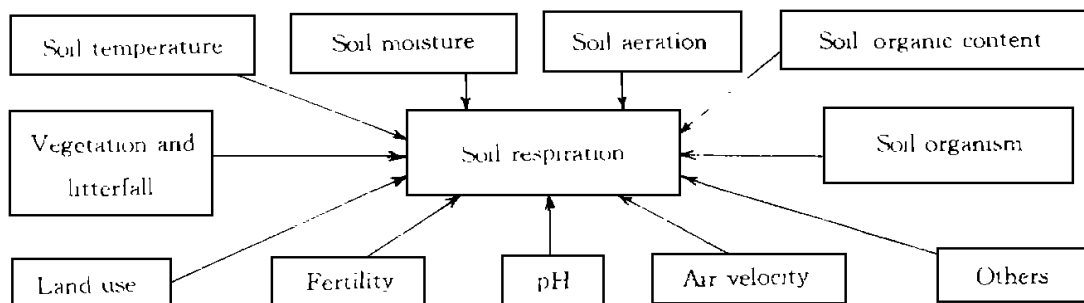 Soil temperature
Soil moisture
Soil aeration
Soil organic content
Vegetation and
litterfall
Soil respiration
Soil organism
Land use
Fertility
pH
Air velocity
Others